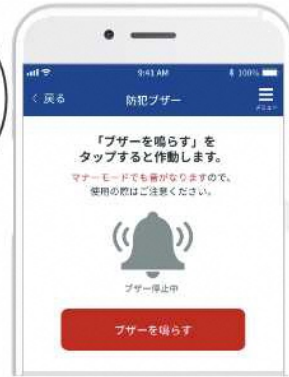 9:41 AM
100%
戻る
防犯ブザー
メニュー
「ブザーを鳴らす」を
タップすると作動します。
マナーモードでも音がなりますので、
使用の際はご注意ください。
ブザー停止中
ブザーを鳴らす